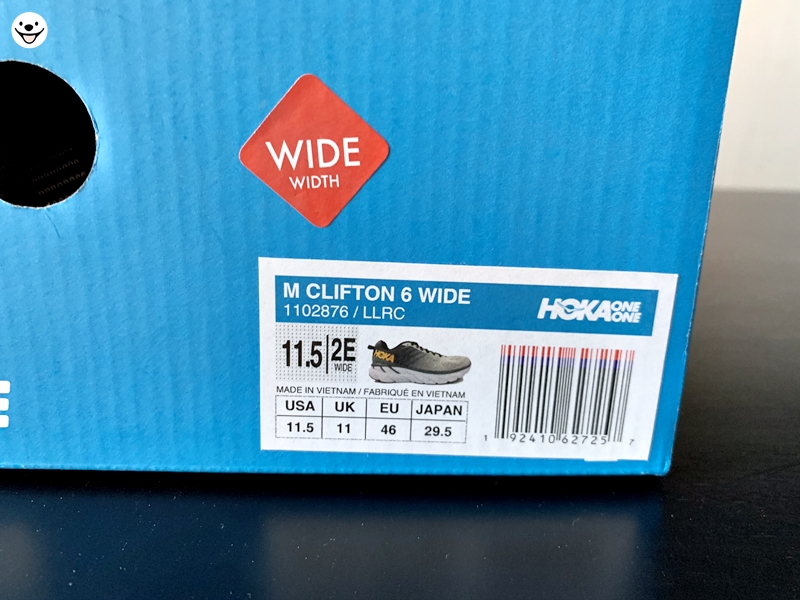 WIDE
WIDTH
M CLIFTON 6 WIDE
1102876 / LLRC
HOKA ONE ONE
11.5 2E
WIDE
HOKA
MADE IN VIETNAM / FABRIQUÉ EN VIETNAM
USA UK EU JAPAN
11.5 11 46 29.5
1 92410 62725 7